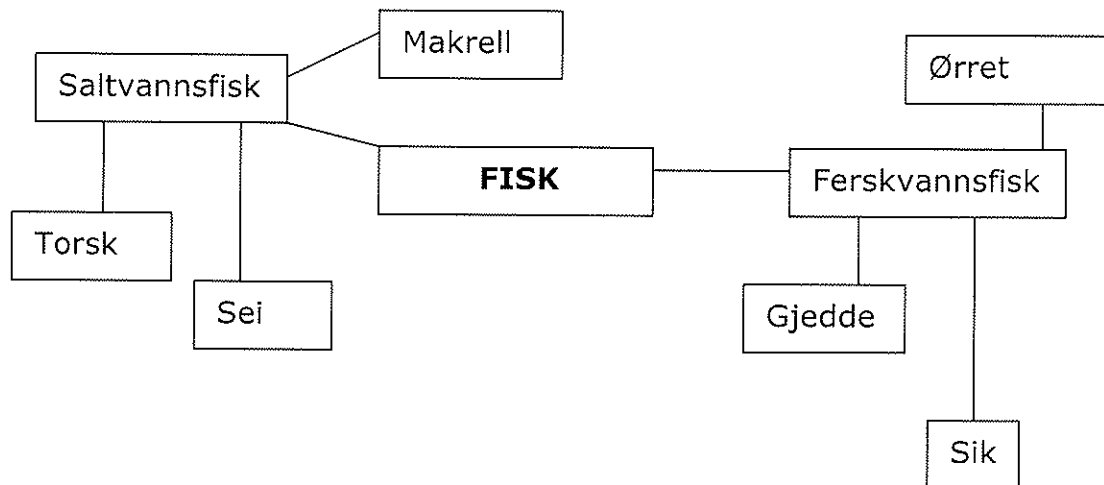 Makrell
Saltvannsfisk
Ørret
FISK
Ferskvannsfisk
Torsk
Sei
Gjedde
Sik